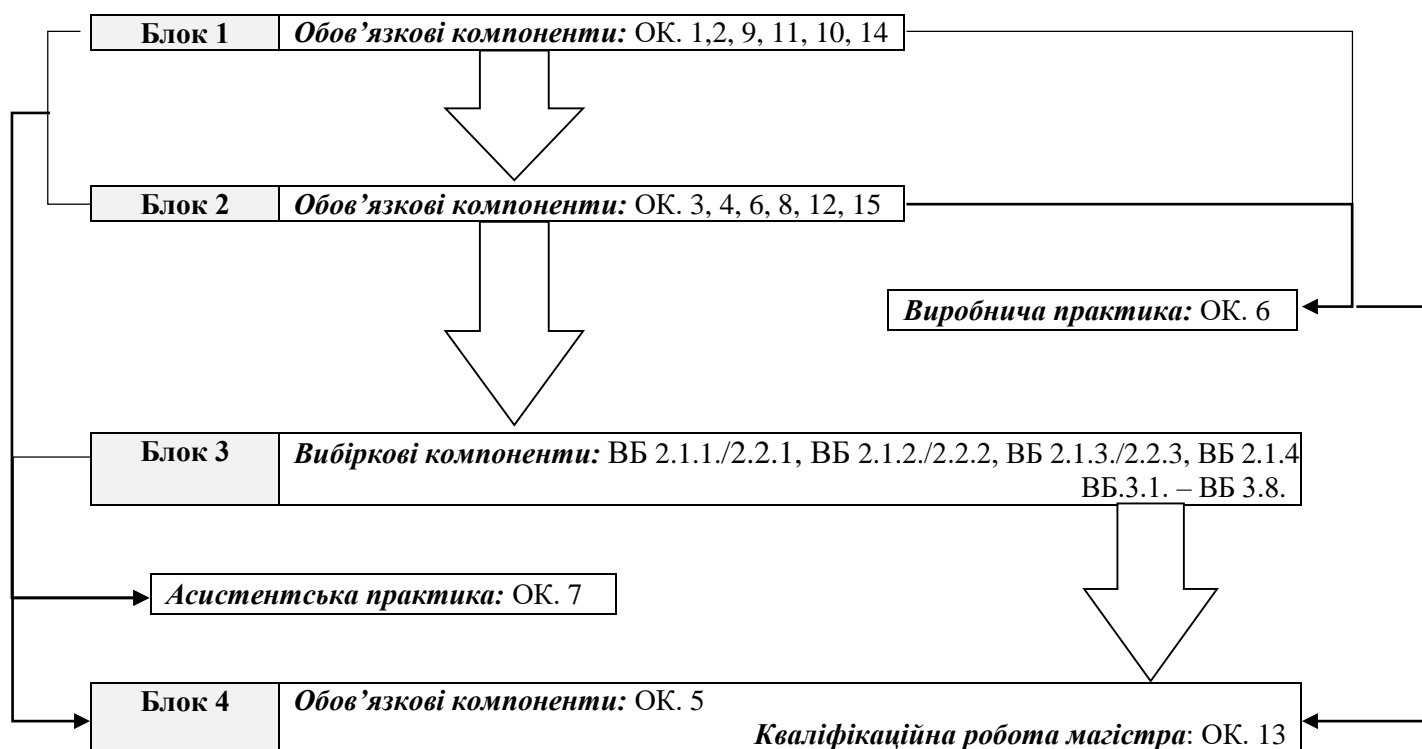 Блок 1 Обов’язкові компоненти: ОК. 1,2, 9, 11, 10, 14
Блок 2 Обов’язкові компоненти: ОК. 3, 4, 6, 8, 12, 15
Виробнича практика: ОК. 6
Блок 3 Вибіркові компоненти: ВБ 2.1.1./2.2.1, ВБ 2.1.2./2.2.2, ВБ 2.1.3./2.2.3, ВБ 2.1.4
ВБ.3.1. – ВБ 3.8.
Асистентська практика: ОК. 7
Блок 4 Обов’язкові компоненти: ОК. 5
Кваліфікаційна робота магістра: ОК. 13